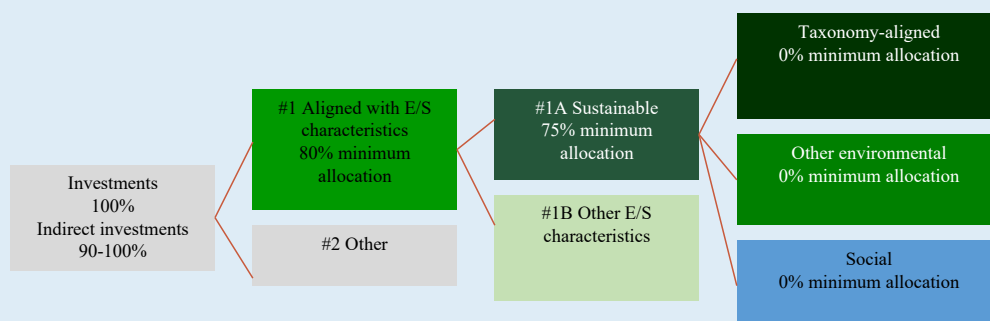 Investments
100%
Indirect investments
90-100%
#1 Aligned with E/S
characteristics
80% minimum
allocation
#2 Other
#1A Sustainable
75% minimum
allocation
#1B Other E/S
characteristics
Taxonomy-aligned
0% minimum allocation
Other environmental
0% minimum allocation
Social
0% minimum allocation